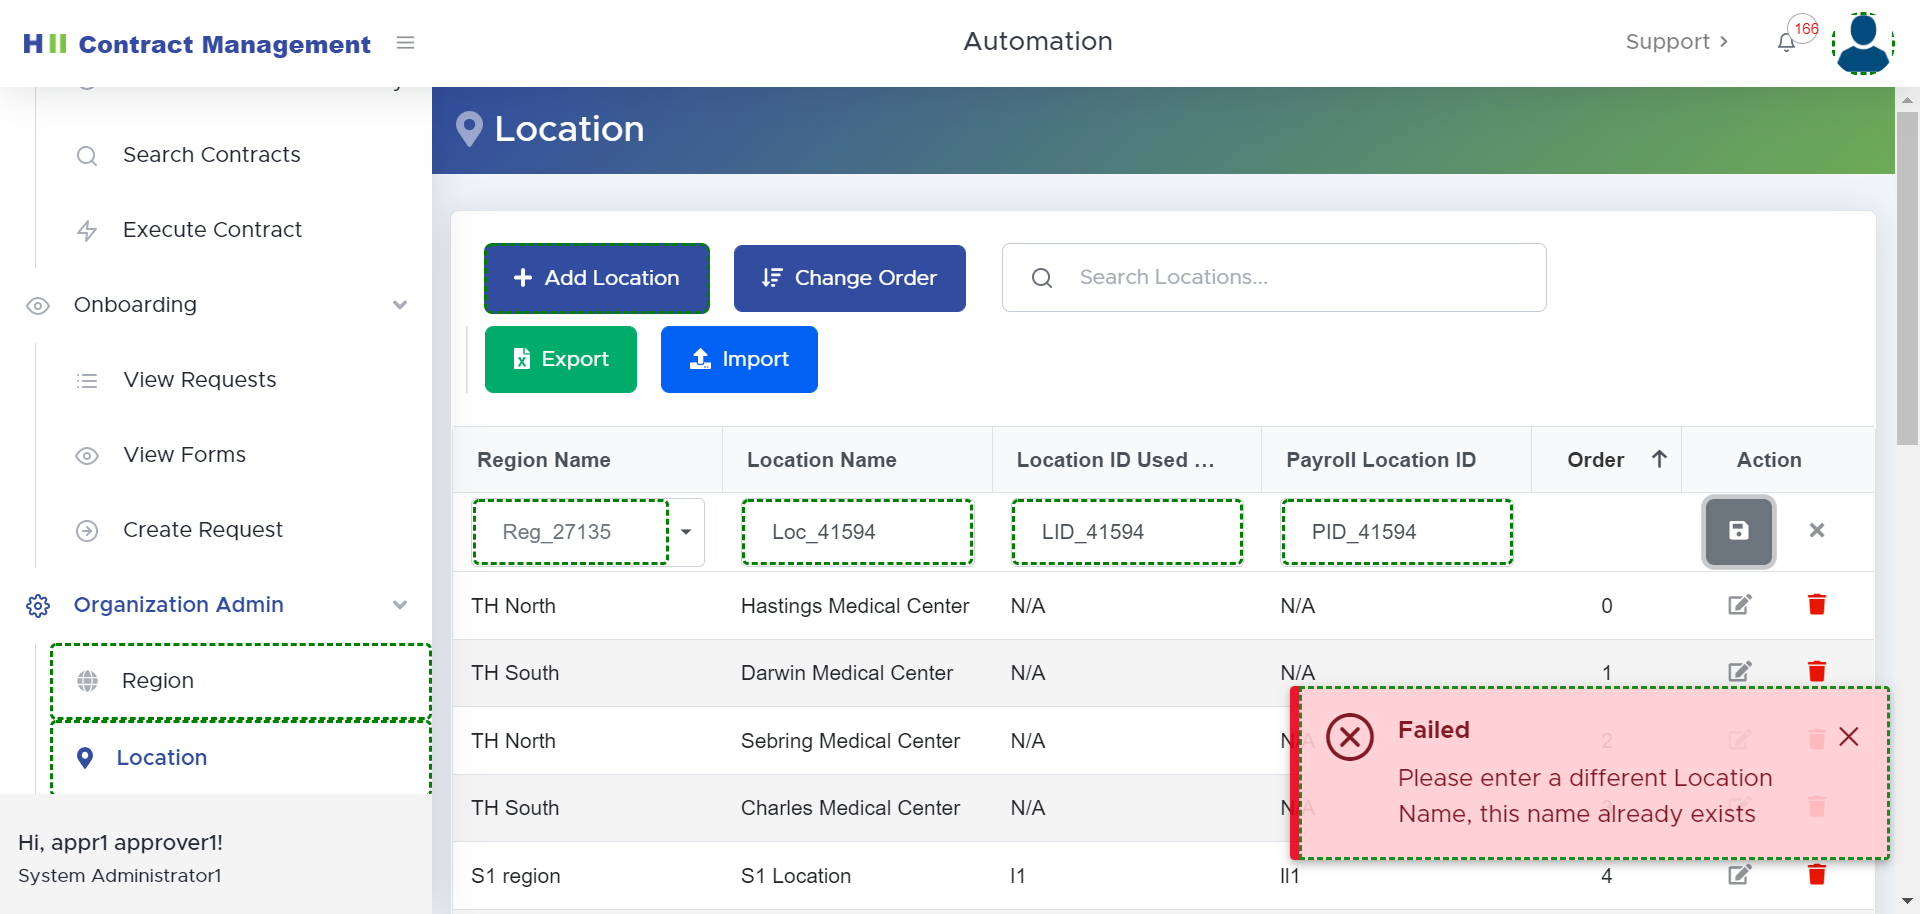 HII Contract Management
Automation
Support
166
Search Contracts
Execute Contract
Onboarding
View Requests
View Forms
Create Request
Organization Admin
Region
Location
Hi, appr1 approver1!
System Administrator1
Location
Add Location
Change Order
Search Locations...
Export
Import
Region Name Location Name Location ID Used ... Payroll Location ID Order Action
Reg_27135 Loc_41594 LID_41594 PID_41594
TH North Hastings Medical Center N/A N/A 0
TH South Darwin Medical Center N/A N/A 1
TH North Sebring Medical Center N/A N/A 2
TH South Charles Medical Center N/A N/A 3
S1 region S1 Location I1 II1 4
Failed
Please enter a different Location
Name, this name already exists